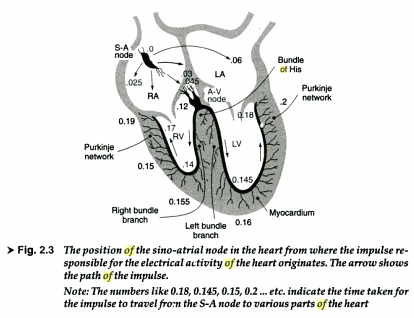 S-A
node
.0
.06
.025
.03
.045
LA
RA
A-V
node
Bundle
of His
.12
.2
Purkinje
network
0.19
.17
RV
0.18
LV
Purkinje
network
0.15
.14
0.145
0.155
Myocardium
Right bundle
branch
Left bundle
branch
0.16
➤ Fig. 2.3 The position of the sino-atrial node in the heart from where the impulse re-
sponsible for the electrical activity of the heart originates. The arrow shows
the path of the impulse.
Note: The numbers like 0.18, 0.145, 0.15, 0.2 ... etc. indicate the time taken for
the impulse to travel from the S-A node to various parts of the heart